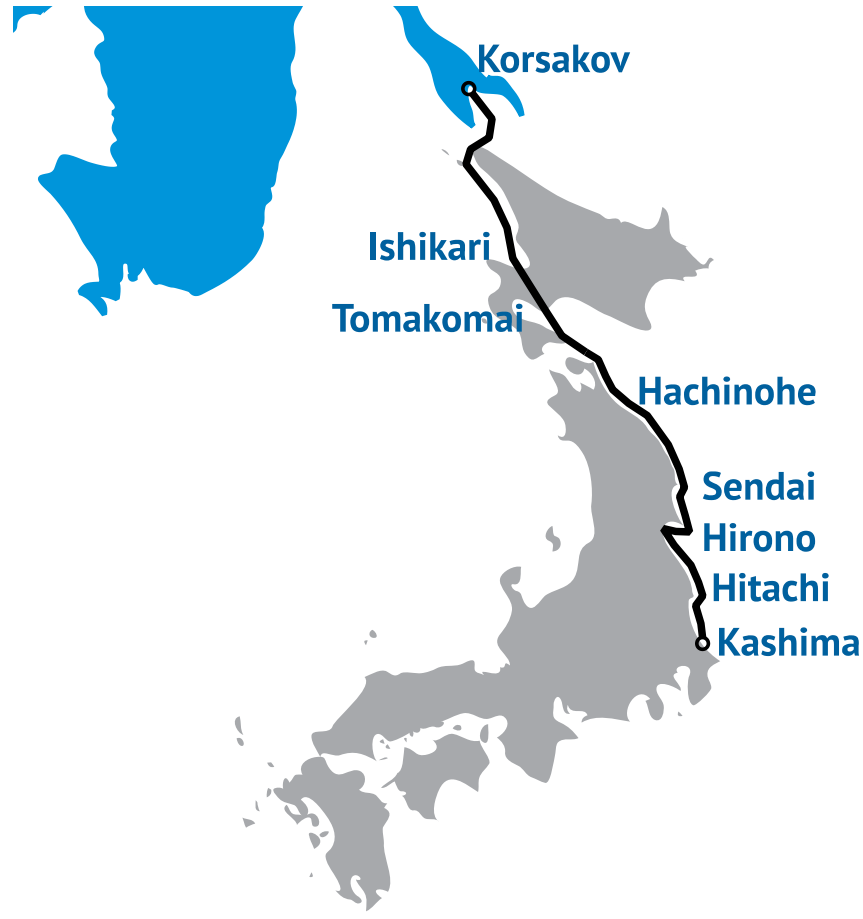 Korsakov
Ishikari
Tomakomai
Hachinohe
Sendai
Hirono
Hitachi
Kashima